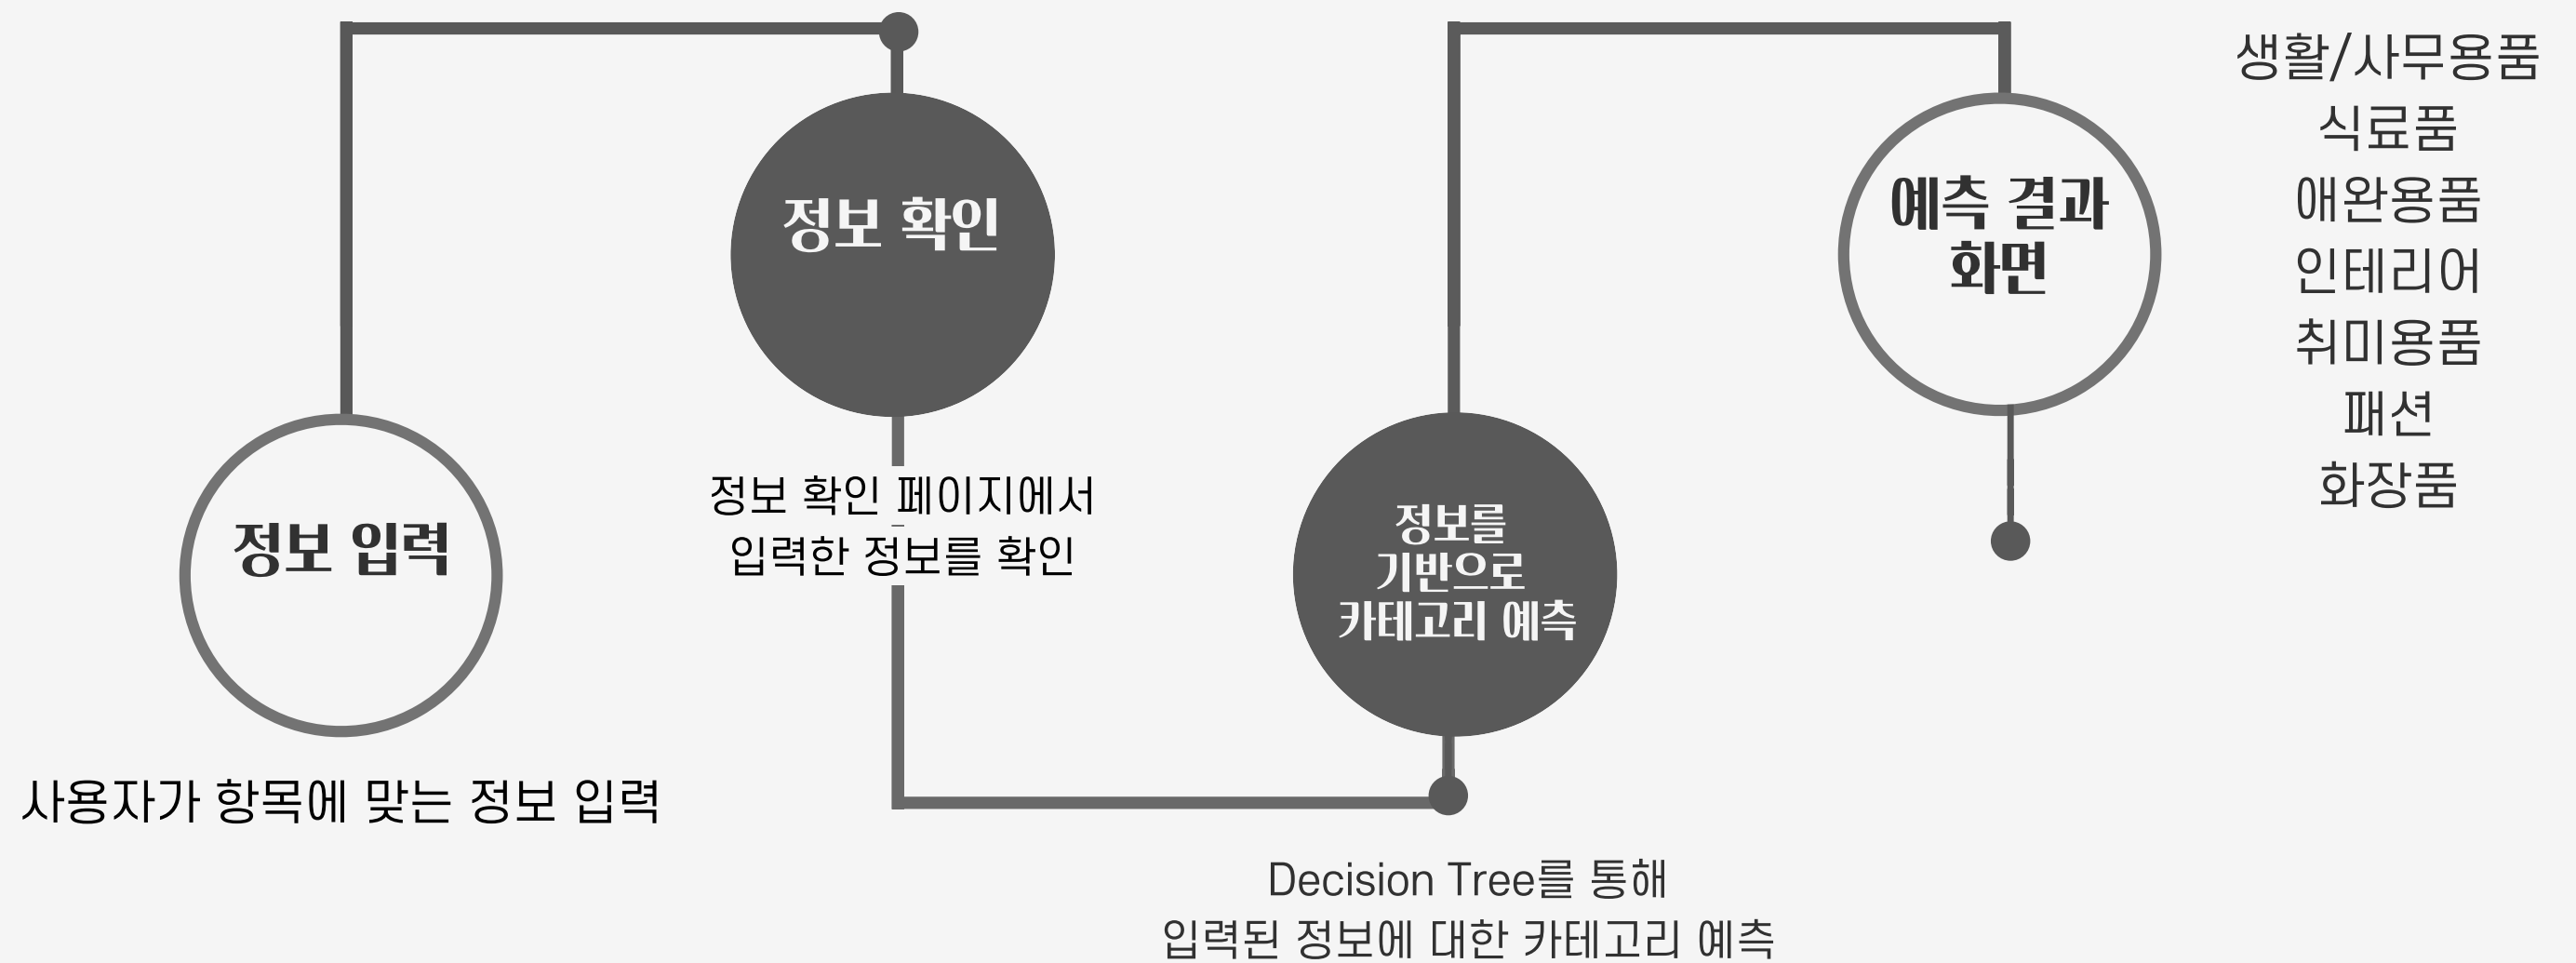 정보 입력
사용자가 항목에 맞는 정보 입력
정보 확인
정보 확인 페이지에서
입력한 정보를 확인
정보를
기반으로
카테고리 예측
Decision Tree를 통해
입력된 정보에 대한 카테고리 예측
예측 결과
화면
생활/사무용품
식료품
애완용품
인테리어
취미용품
패션
화장품